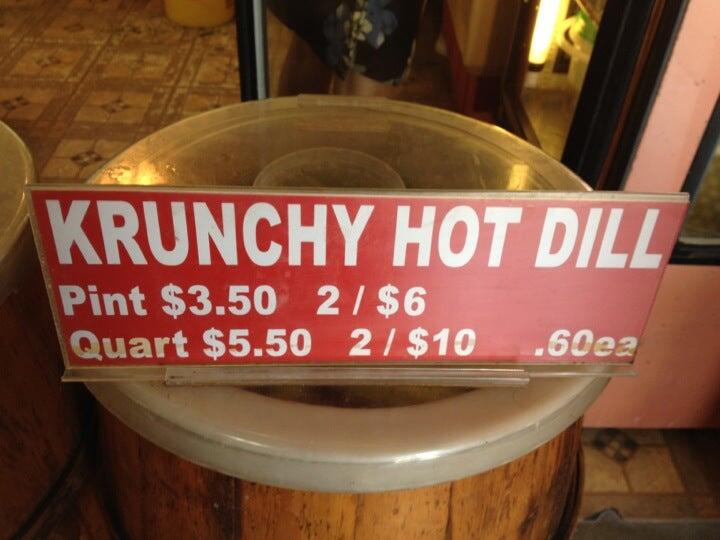 KRUNCHY HOT DILL
Pint $3.50 2 / $6
Quart $5.50 2 / $10 .60ea